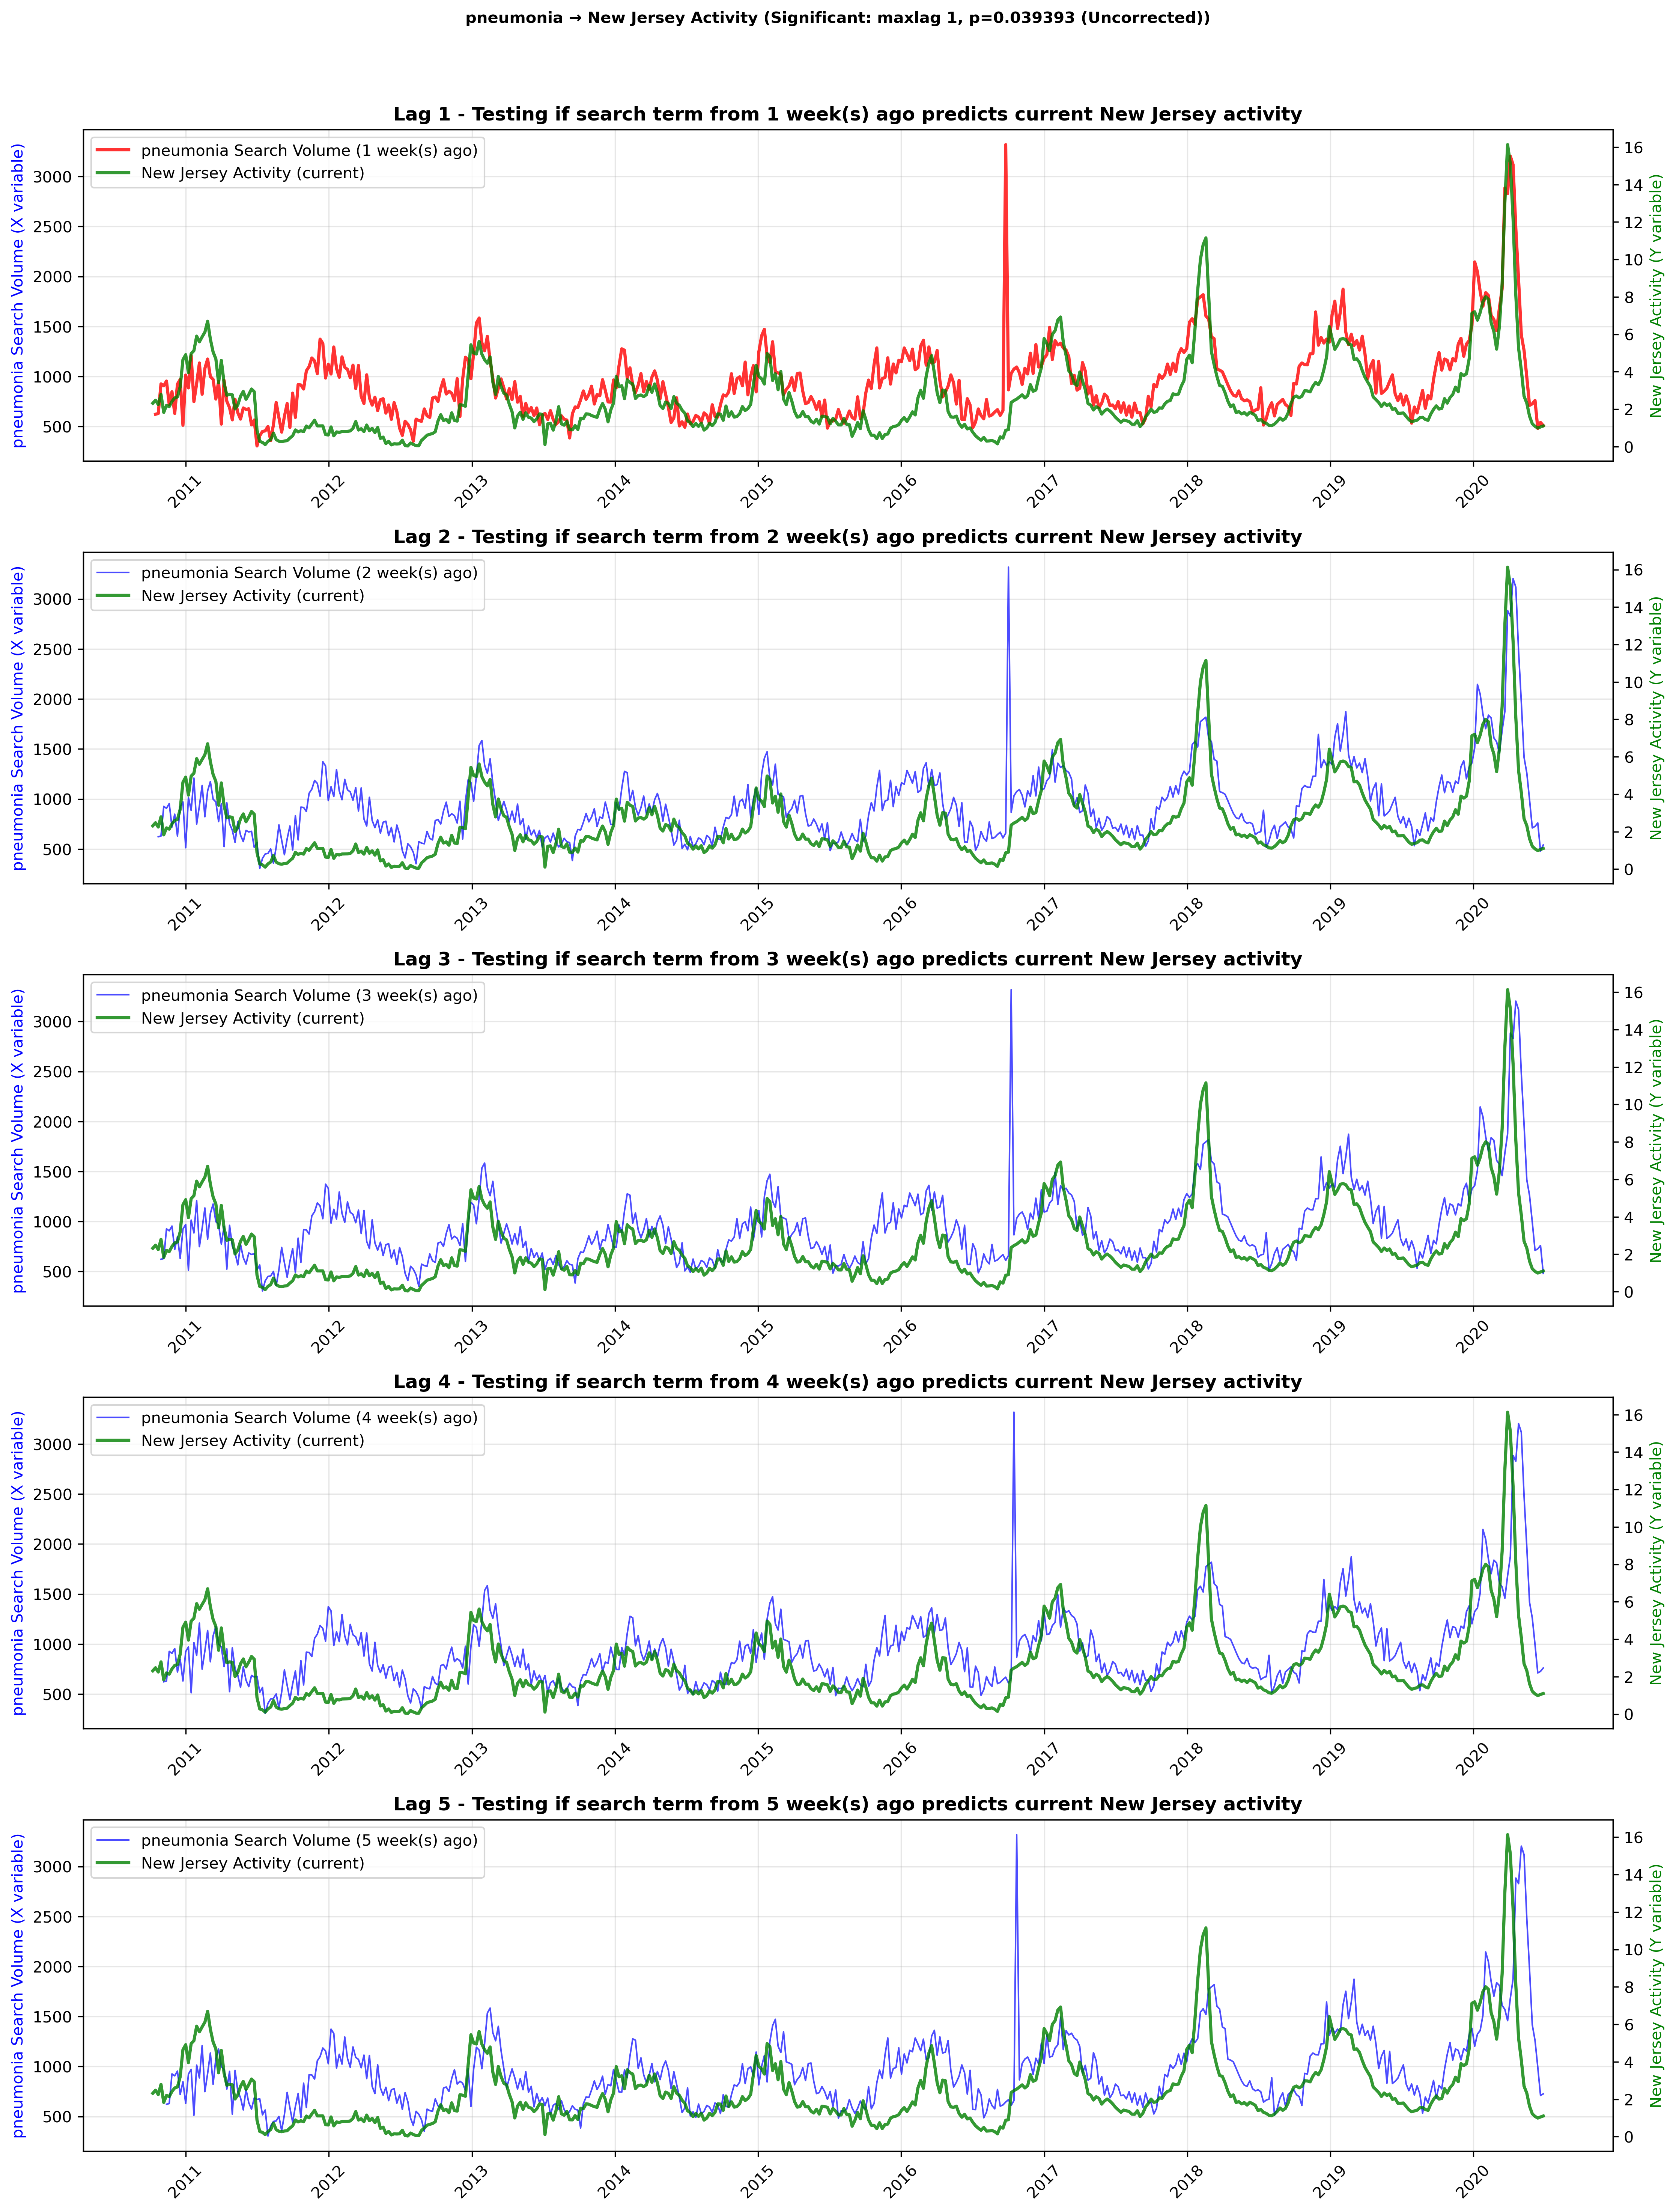 pneumonia → New Jersey Activity (Significant: maxlag 1, p=0.039393 (Uncorrected))
Lag 1 - Testing if search term from 1 week(s) ago predicts current New Jersey activity
pneumonia Search Volume (X variable)
New Jersey Activity (Y variable)
pneumonia Search Volume (1 week(s) ago)
New Jersey Activity (current)
3000
2500
2000
1500
1000
500
16
14
12
10
8
6
4
2
0
2011 2012 2013 2014 2015 2016 2017 2018 2019 2020
Lag 2 - Testing if search term from 2 week(s) ago predicts current New Jersey activity
pneumonia Search Volume (X variable)
New Jersey Activity (Y variable)
pneumonia Search Volume (2 week(s) ago)
New Jersey Activity (current)
3000
2500
2000
1500
1000
500
16
14
12
10
8
6
4
2
0
2011 2012 2013 2014 2015 2016 2017 2018 2019 2020
Lag 3 - Testing if search term from 3 week(s) ago predicts current New Jersey activity
pneumonia Search Volume (X variable)
New Jersey Activity (Y variable)
pneumonia Search Volume (3 week(s) ago)
New Jersey Activity (current)
3000
2500
2000
1500
1000
500
16
14
12
10
8
6
4
2
0
2011 2012 2013 2014 2015 2016 2017 2018 2019 2020
Lag 4 - Testing if search term from 4 week(s) ago predicts current New Jersey activity
pneumonia Search Volume (X variable)
New Jersey Activity (Y variable)
pneumonia Search Volume (4 week(s) ago)
New Jersey Activity (current)
3000
2500
2000
1500
1000
500
16
14
12
10
8
6
4
2
0
2011 2012 2013 2014 2015 2016 2017 2018 2019 2020
Lag 5 - Testing if search term from 5 week(s) ago predicts current New Jersey activity
pneumonia Search Volume (X variable)
New Jersey Activity (Y variable)
pneumonia Search Volume (5 week(s) ago)
New Jersey Activity (current)
3000
2500
2000
1500
1000
500
16
14
12
10
8
6
4
2
0
2011 2012 2013 2014 2015 2016 2017 2018 2019 2020